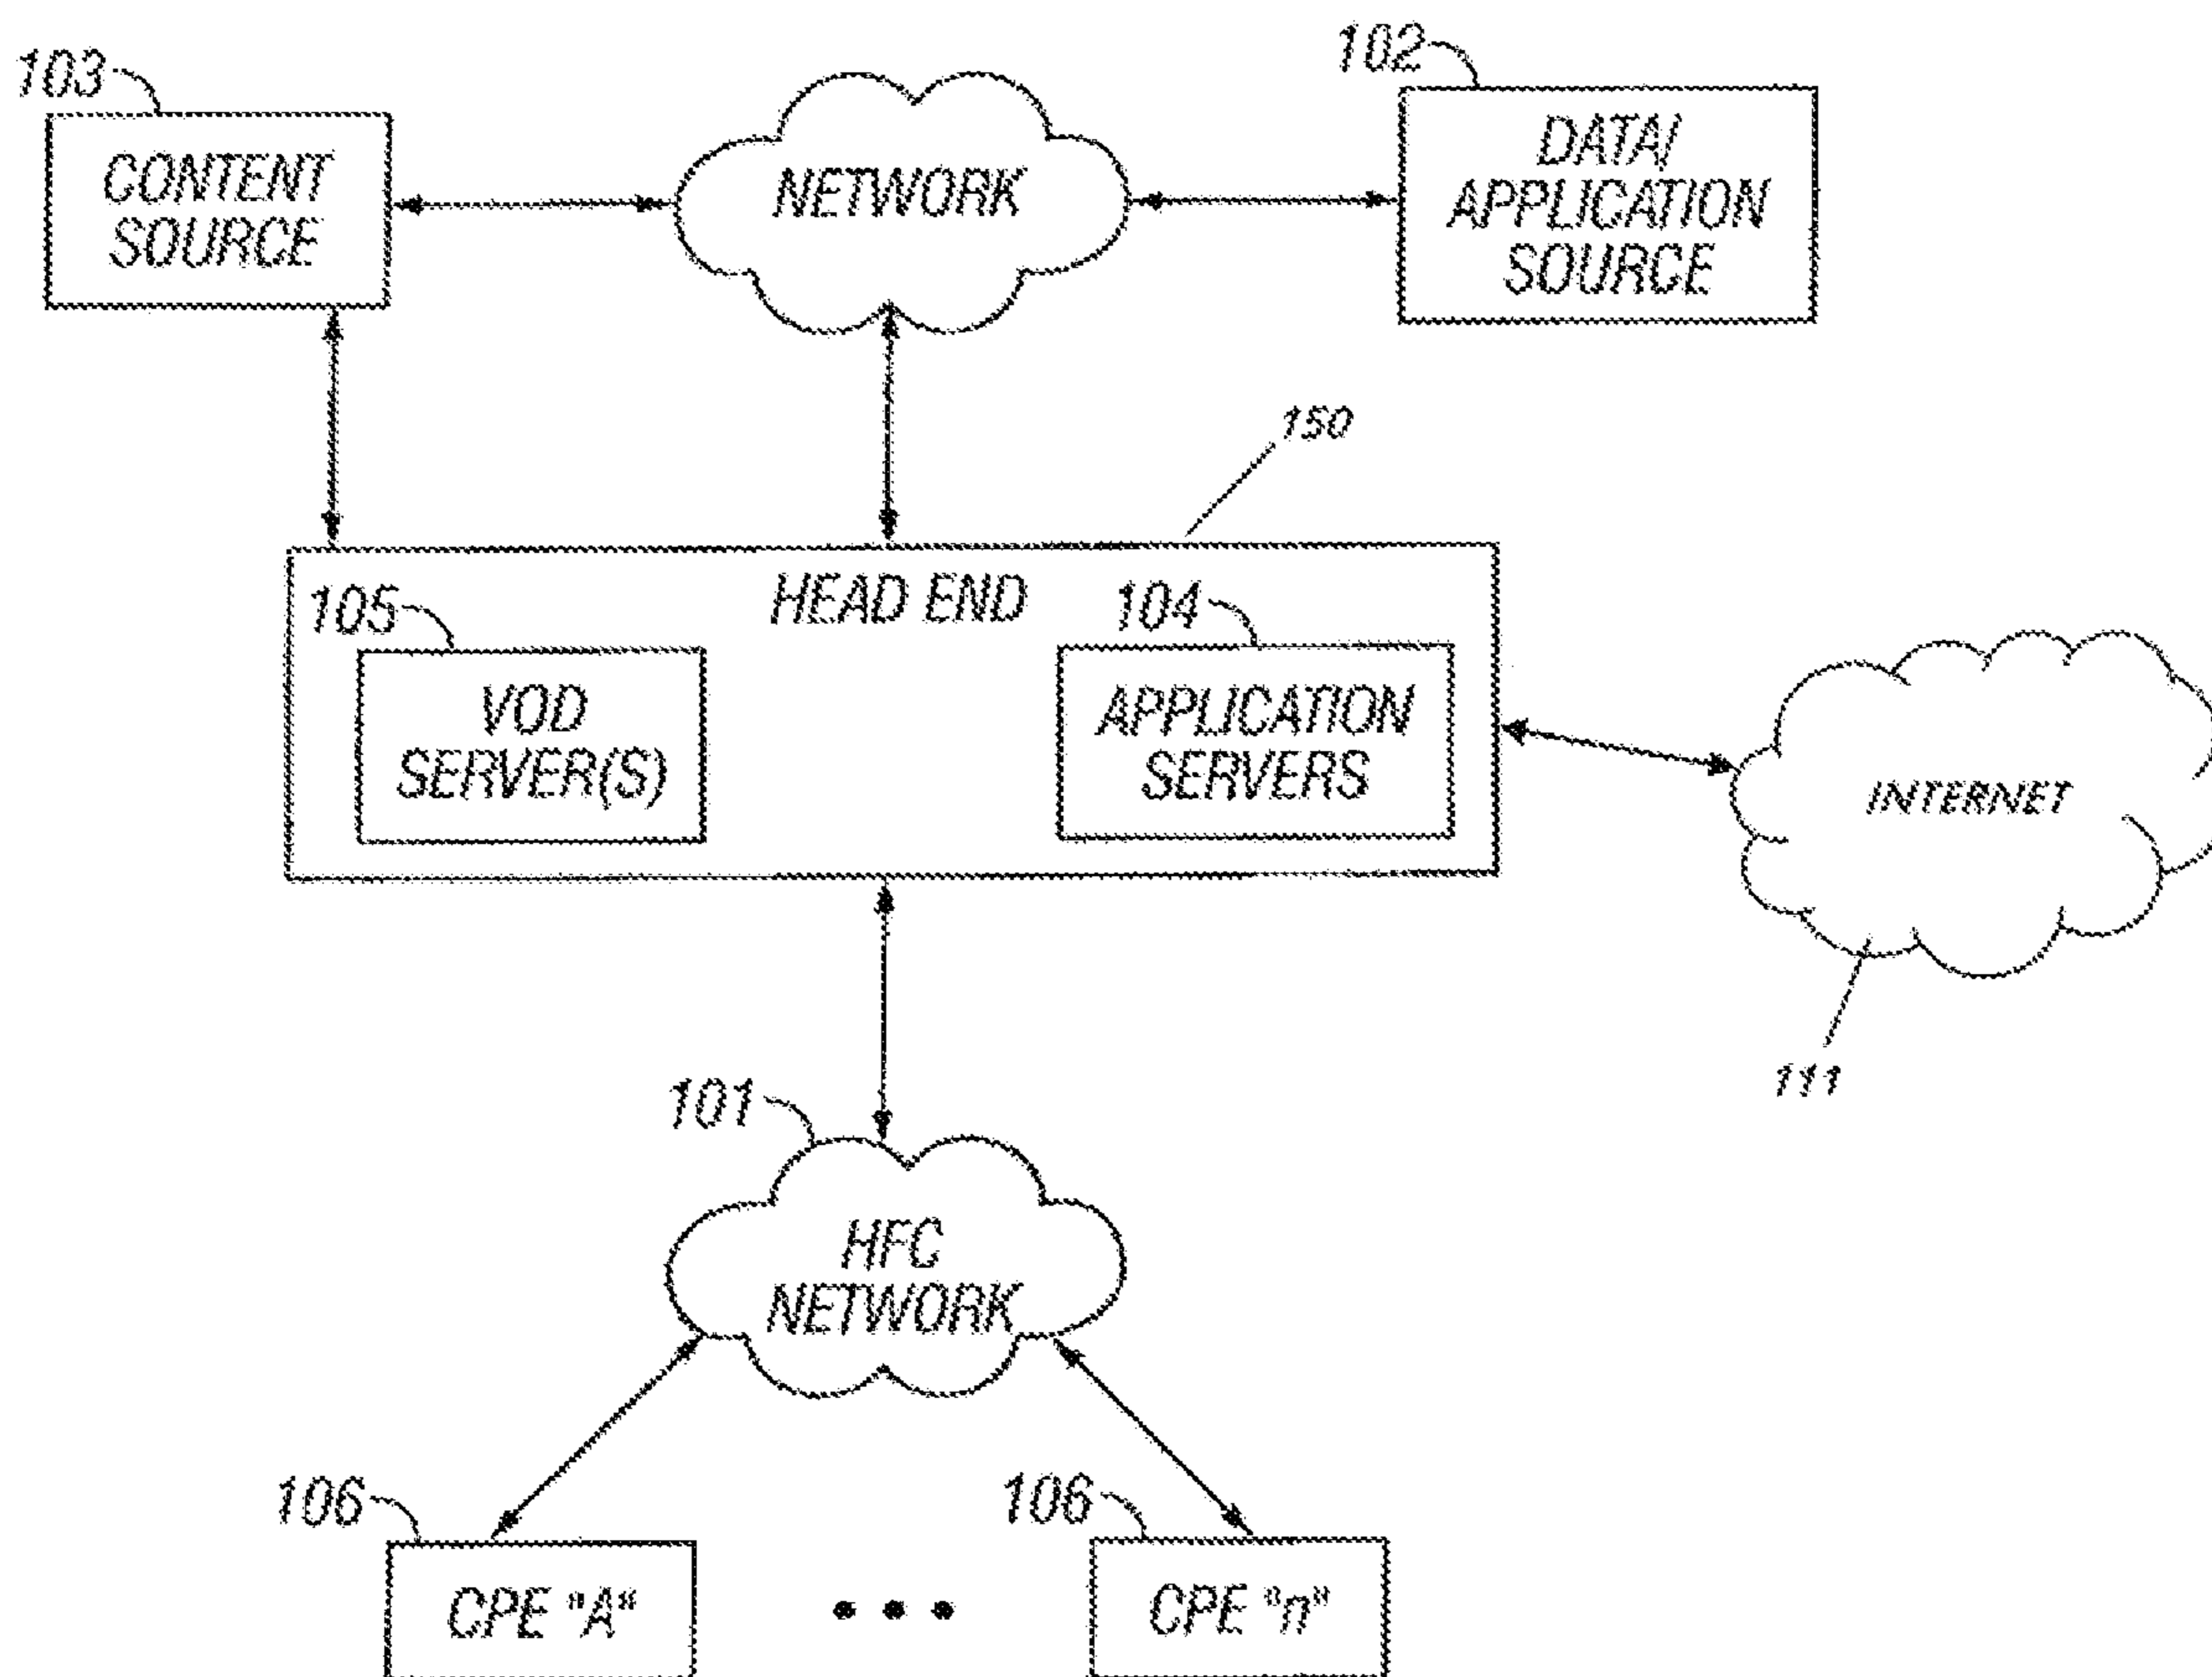 103
CONTENT
SOURCE
NETWORK
102
DATA/
APPLICATION
SOURCE
150
HEAD END
105
VOD
SERVER(S)
104
APPLICATION
SERVERS
INTERNET
111
101
HFC
NETWORK
106
CPE "A"
106
CPE "n"